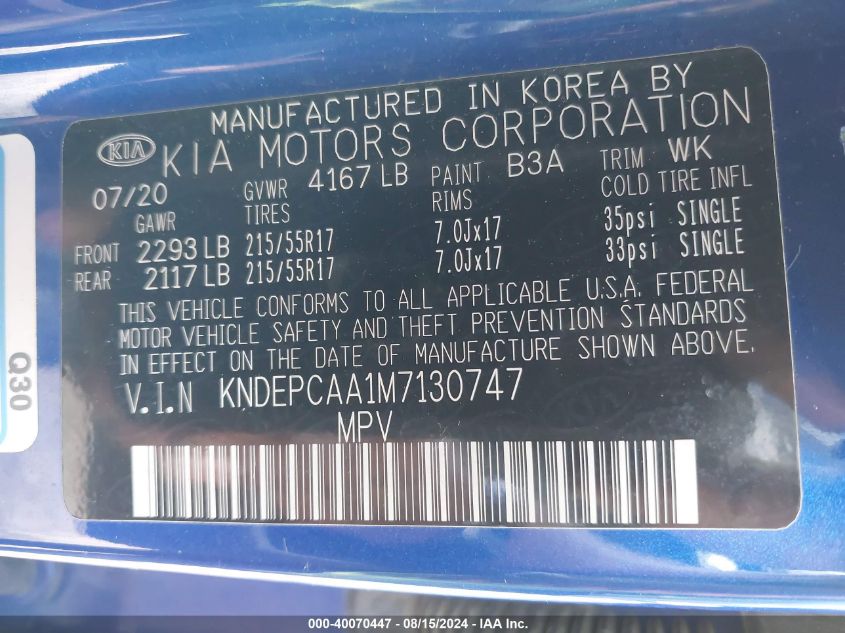 MANUFACTURED IN KOREA BY
KIA KIA MOTORS CORPORATION
07/20 GVWR 4167 LB PAINT B3A TRIM WK
GAWR TIRES RIMS COLD TIRE INFL
FRONT 2293 LB 215/55R17 7.0Jx17 35psi SINGLE
REAR 2117 LB 215/55R17 7.0Jx17 33psi SINGLE
THIS VEHICLE CONFORMS TO ALL APPLICABLE U.S.A. FEDERAL
MOTOR VEHICLE SAFETY AND THEFT PREVENTION STANDARDS
IN EFFECT ON THE DATE OF MANUFACTURE SHOWN ABOVE.
V.I.N KNDEPCAA1M7130747
MPV
Q30
000-40070447 - 08/15/2024 - IAA Inc.